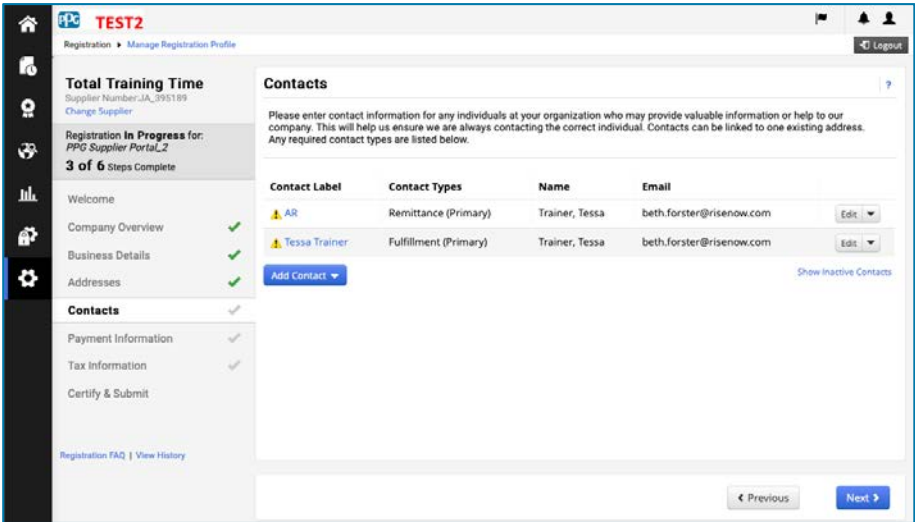 PPG TEST2
Registration Manage Registration Profile
Logout
Total Training Time
Supplier Number:JA_395189
Change Supplier
Registration In Progress for:
PPG Supplier Portal_2
3 of 6 Steps Complete
Welcome
Company Overview
Business Details
Addresses
Contacts
Payment Information
Tax Information
Certify & Submit
Registration FAQ | View History
Contacts
?
Please enter contact information for any individuals at your organization who may provide valuable information or help to our
company. This will help us ensure we are always contacting the correct individual. Contacts can be linked to one existing address.
Any required contact types are listed below.
Contact Label Contact Types Name Email
AR Remittance (Primary) Trainer, Tessa beth.forster@risenow.com Edit
Tessa Trainer Fulfillment (Primary) Trainer, Tessa beth.forster@risenow.com Edit
Add Contact
Show Inactive Contacts
Previous
Next